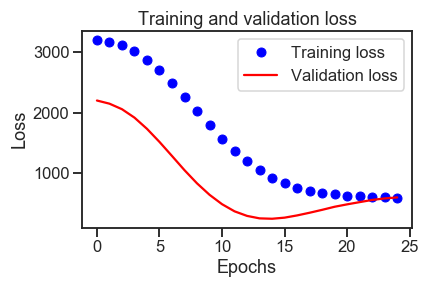 Training and validation loss
Training loss
Validation loss
3000
2000
1000
Loss
0 5 10 15 20 25
Epochs